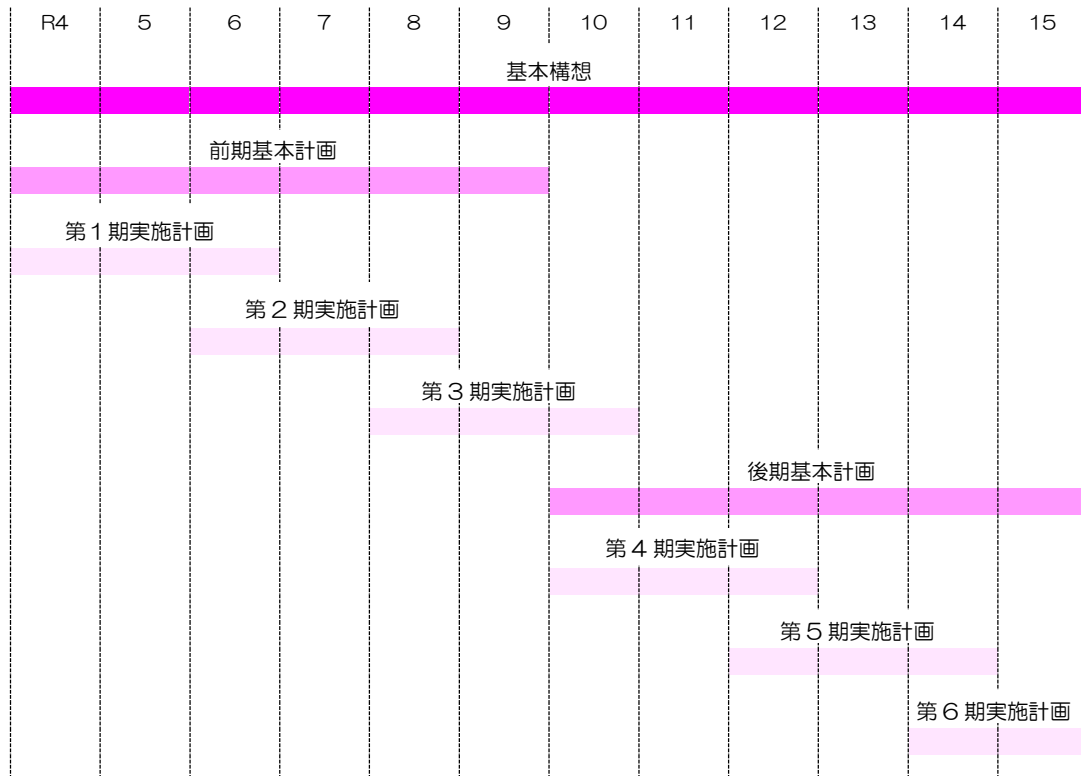 R4 5 6 7 8 9 10 11 12 13 14 15
基本構想
前期基本計画
第1期実施計画
第2期実施計画
第3期実施計画
後期基本計画
第4期実施計画
第5期実施計画
第6期実施計画